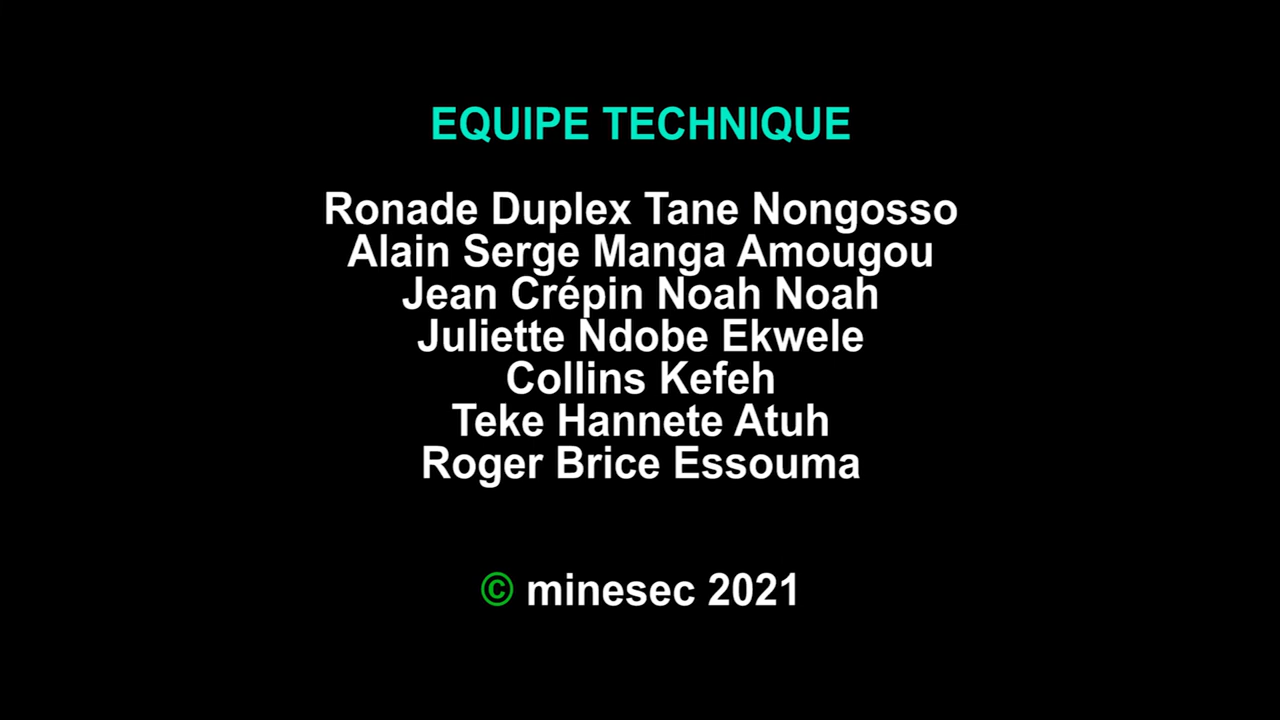 EQUIPE TECHNIQUE
Ronade Duplex Tane Nongosso
Alain Serge Manga Amougou
Jean Crépin Noah Noah
Juliette Ndobe Ekwele
Collins Kefeh
Teke Hannete Atuh
Roger Brice Essouma
© minesec 2021